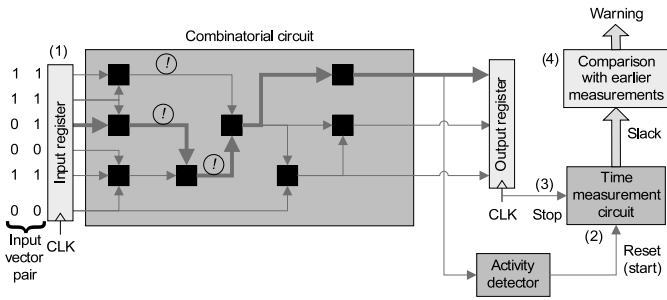 Warning
Combinatorial circuit
(1)
(4)
Comparison
with earlier
measurements
1 1
1 1
0 1
0 0
1 1
0 0
Input register
!
!
!
Output register
Slack
(3)
Time
measurement
circuit
CLK
CLK
Stop
(2)
Input
vector
pair
Activity
detector
Reset
(start)